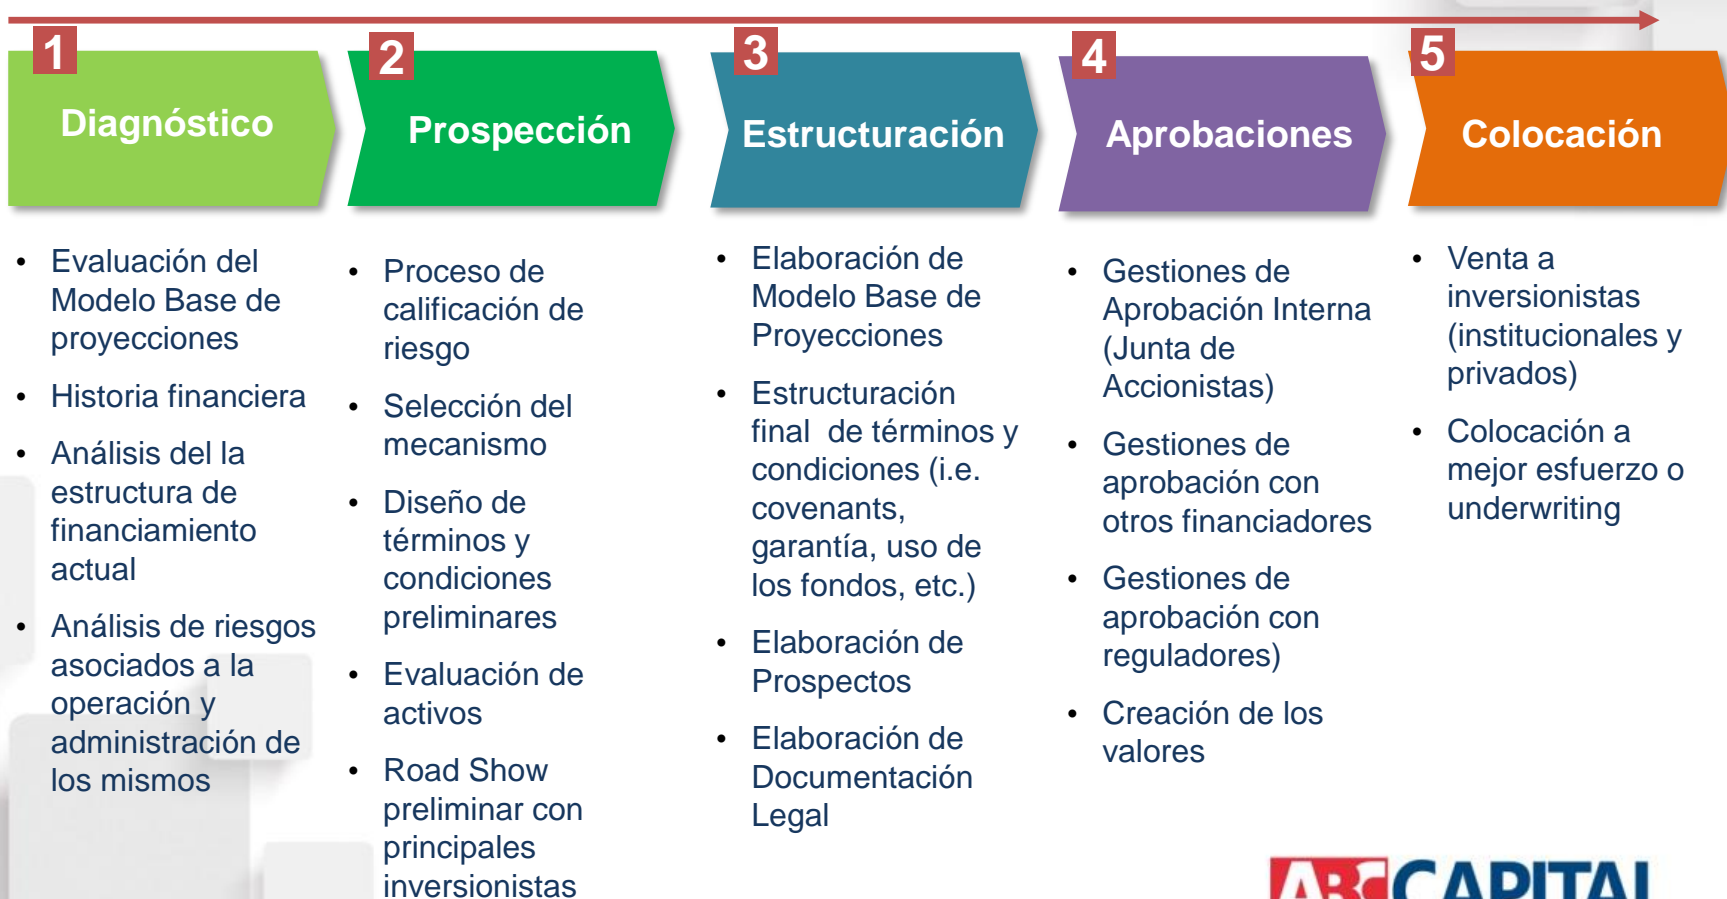 1
Diagnóstico
• Evaluación del
Modelo Base de
proyecciones
• Historia financiera
• Análisis del la
estructura de
financiamiento
actual
• Análisis de riesgos
asociados a la
operación y
administración de
los mismos
2
Prospección
• Proceso de
calificación de
riesgo
• Selección del
mecanismo
• Diseño de
términos y
condiciones
preliminares
• Evaluación de
activos
• Road Show
preliminar con
principales
inversionistas
3
Estructuración
• Elaboración de
Modelo Base de
Proyecciones
• Estructuración
final de términos y
condiciones (i.e.
covenants,
garantía, uso de
los fondos, etc.)
• Elaboración de
Prospectos
• Elaboración de
Documentación
Legal
4
Aprobaciones
• Gestiones de
Aprobación Interna
(Junta de
Accionistas)
• Gestiones de
aprobación con
otros financiadores
• Gestiones de
aprobación con
reguladores)
• Creación de los
valores
5
Colocación
• Venta a
inversionistas
(institucionales y
privados)
• Colocación a
mejor esfuerzo o
underwriting
ABC CAPITAL